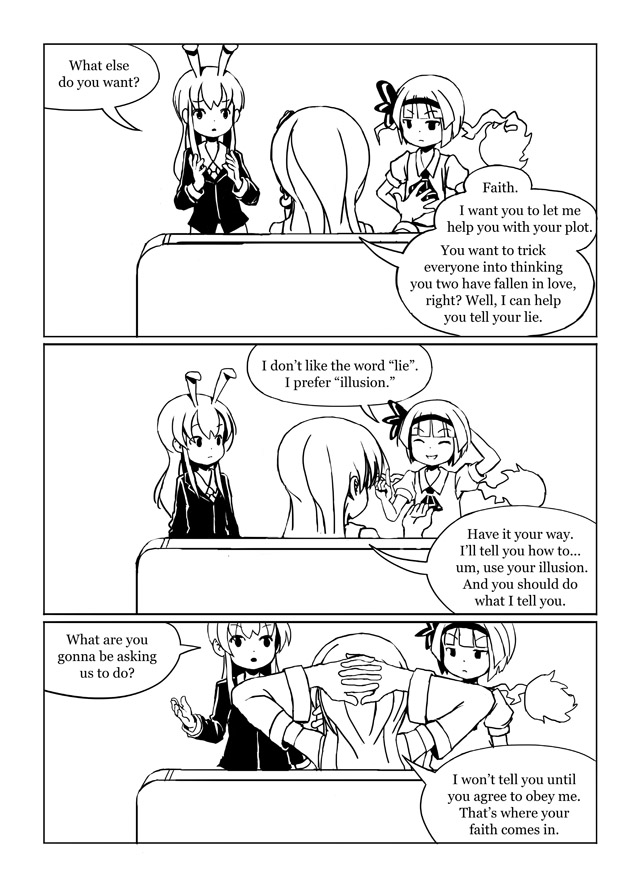 What else
do you want?
Faith.
I want you to let me
help you with your plot.
You want to trick
everyone into thinking
you two have fallen in love,
right? Well, I can help
you tell your lie.
I don't like the word “lie”.
I prefer “illusion.”
Have it your way.
I'll tell you how to...
um, use your illusion.
And you should do
what I tell you.
What are you
gonna be asking
us to do?
I won't tell you until
you agree to obey me.
That's where your
faith comes in.